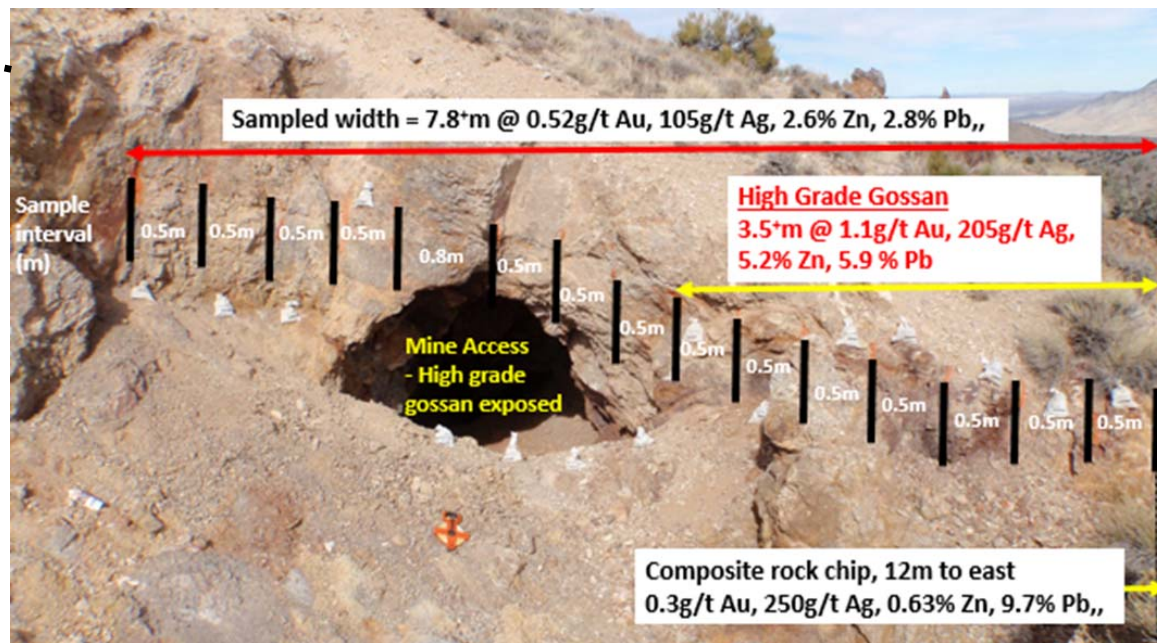 Sampled width = 7.8⁺m @ 0.52g/t Au, 105g/t Ag, 2.6% Zn, 2.8% Pb,,
High Grade Gossan
3.5⁺m @ 1.1g/t Au, 205g/t Ag,
5.2% Zn, 5.9 % Pb
Sample
interval
(m)
0.5m
0.5m
0.5m
0.5m
0.8m
0.5m
0.5m
0.5m
0.5m
0.5m
0.5m
0.5m
0.5m
0.5m
0.5m
Mine Access
- High grade
gossan exposed
Composite rock chip, 12m to east
0.3g/t Au, 250g/t Ag, 0.63% Zn, 9.7% Pb,,